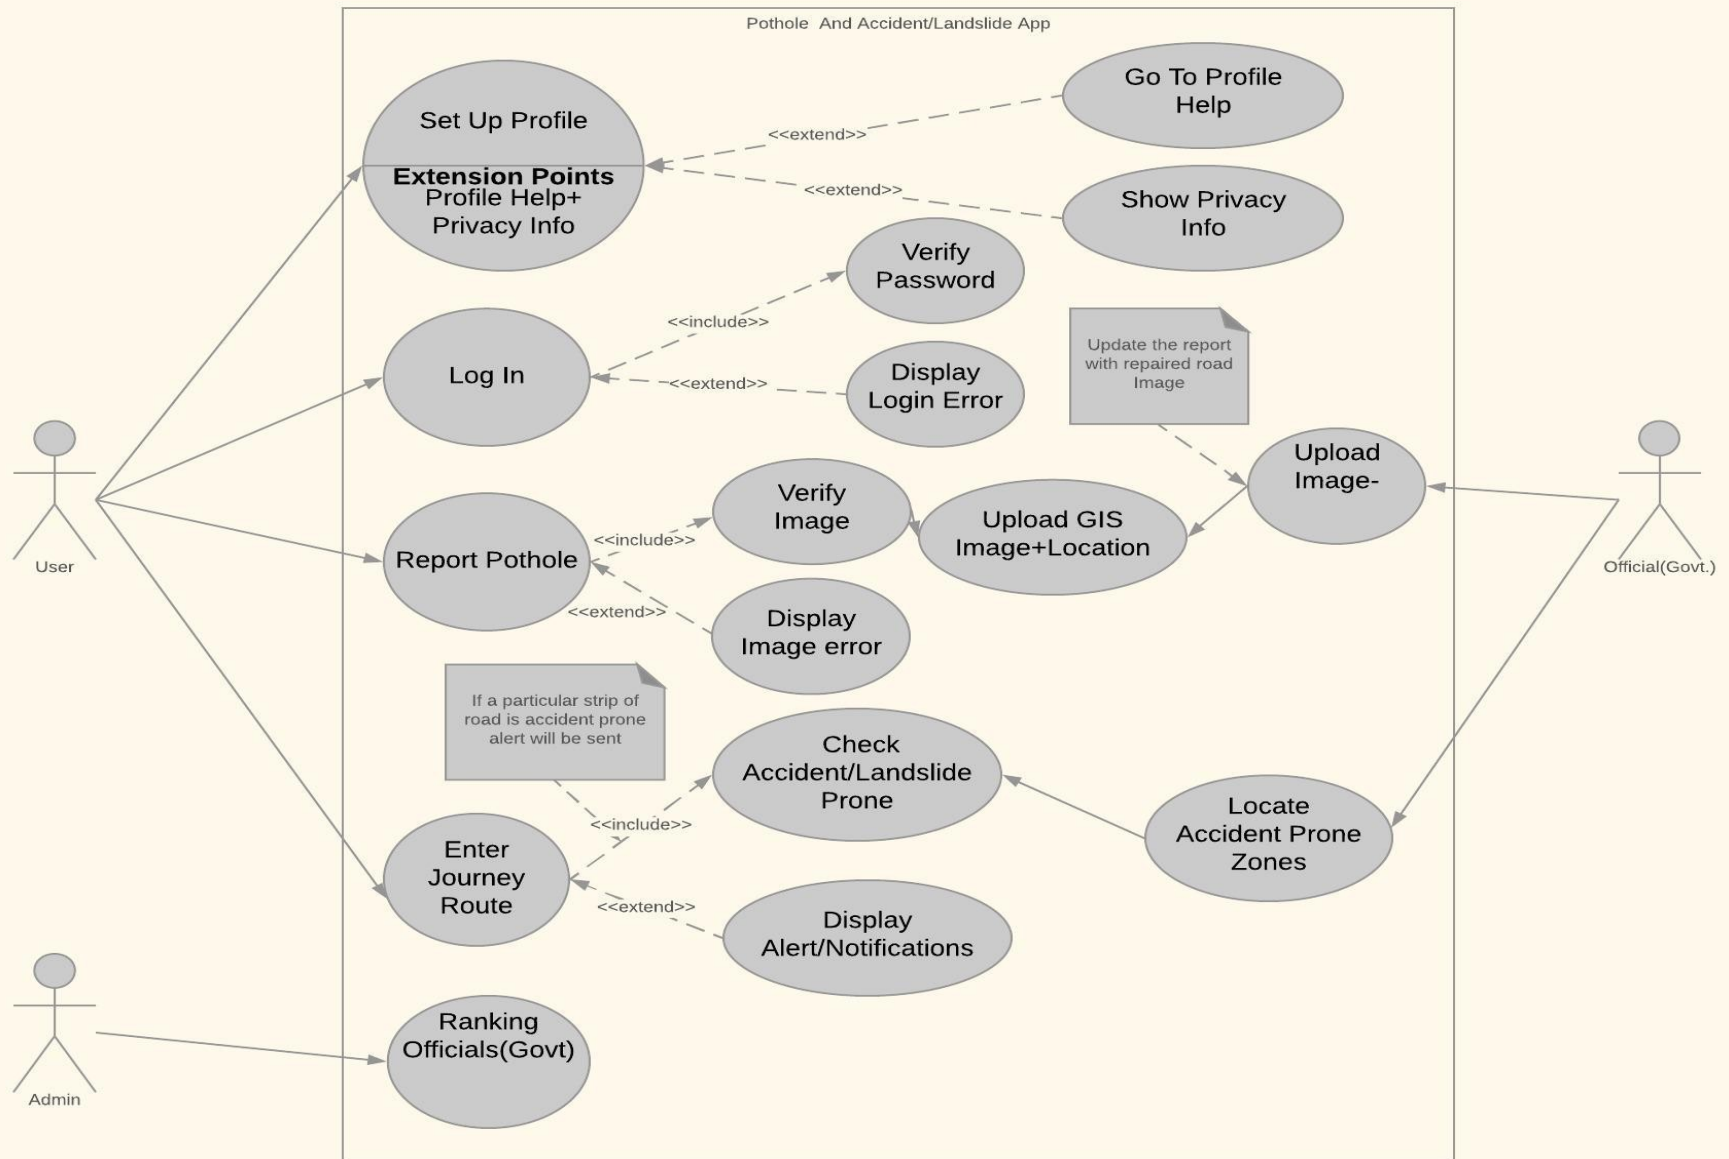 Pothole  And Accident/Landslide App
Set Up Profile
Extension Points
Profile Help+
Privacy Info
<<extend>>
Go To Profile
Help
<<extend>>
Show Privacy
Info
Log In
<<include>>
Verify
Password
<<extend>>
Display
Login Error
Update the report
with repaired road
Image
User
Report Pothole
<<include>>
Verify
Image
Upload GIS
Image+Location
Upload
Image-
Official(Govt.)
<<extend>>
Display
Image error
If a particular strip of
road is accident prone
alert will be sent
Enter
Journey
Route
<<include>>
Check
Accident/Landslide
Prone
Locate
Accident Prone
Zones
<<extend>>
Display
Alert/Notifications
Admin
Ranking
Officials(Govt)